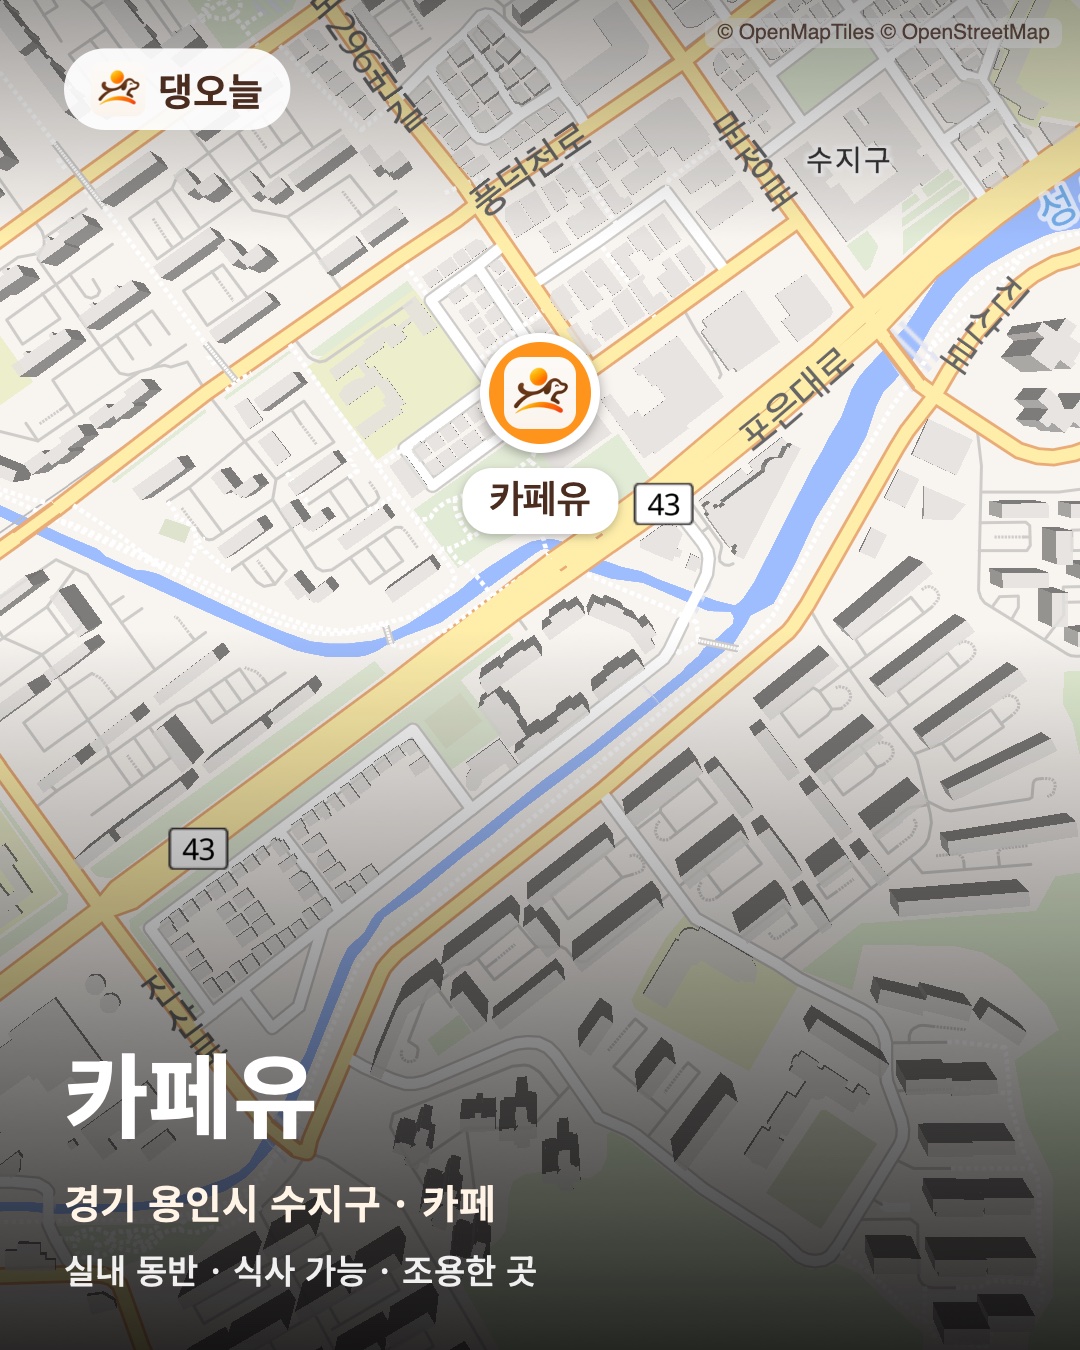 © OpenMapTiles © OpenStreetMap
댕오늘
풍덕천로
수지구
포은대로
카페유
43
43
카페유
경기 용인시 수지구 · 카페
실내 동반 · 식사 가능 · 조용한 곳